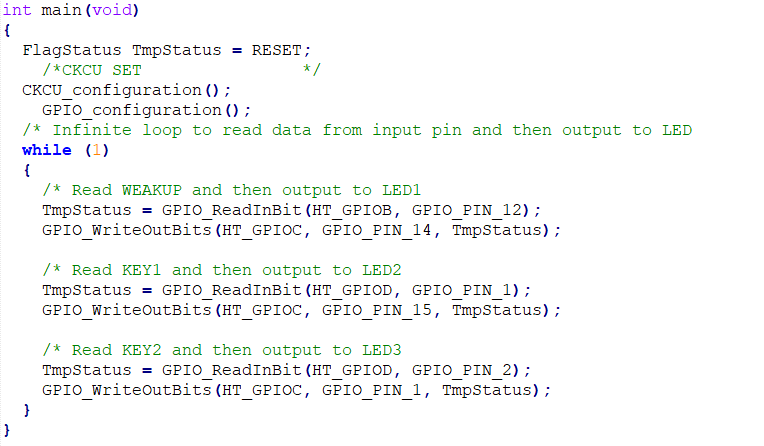 int main(void)
{
  FlagStatus TmpStatus = RESET;
    /*CKCU SET                */
  CKCU_configuration();
    GPIO_configuration();
  /* Infinite loop to read data from input pin and then output to LED
  while (1)
  {
    /* Read WEAKUP and then output to LED1
    TmpStatus = GPIO_ReadInBit(HT_GPIOB, GPIO_PIN_12);
    GPIO_WriteOutBits(HT_GPIOC, GPIO_PIN_14, TmpStatus);

    /* Read KEY1 and then output to LED2
    TmpStatus = GPIO_ReadInBit(HT_GPIOD, GPIO_PIN_1);
    GPIO_WriteOutBits(HT_GPIOC, GPIO_PIN_15, TmpStatus);

    /* Read KEY2 and then output to LED3
    TmpStatus = GPIO_ReadInBit(HT_GPIOD, GPIO_PIN_2);
    GPIO_WriteOutBits(HT_GPIOC, GPIO_PIN_1, TmpStatus);
  }
}